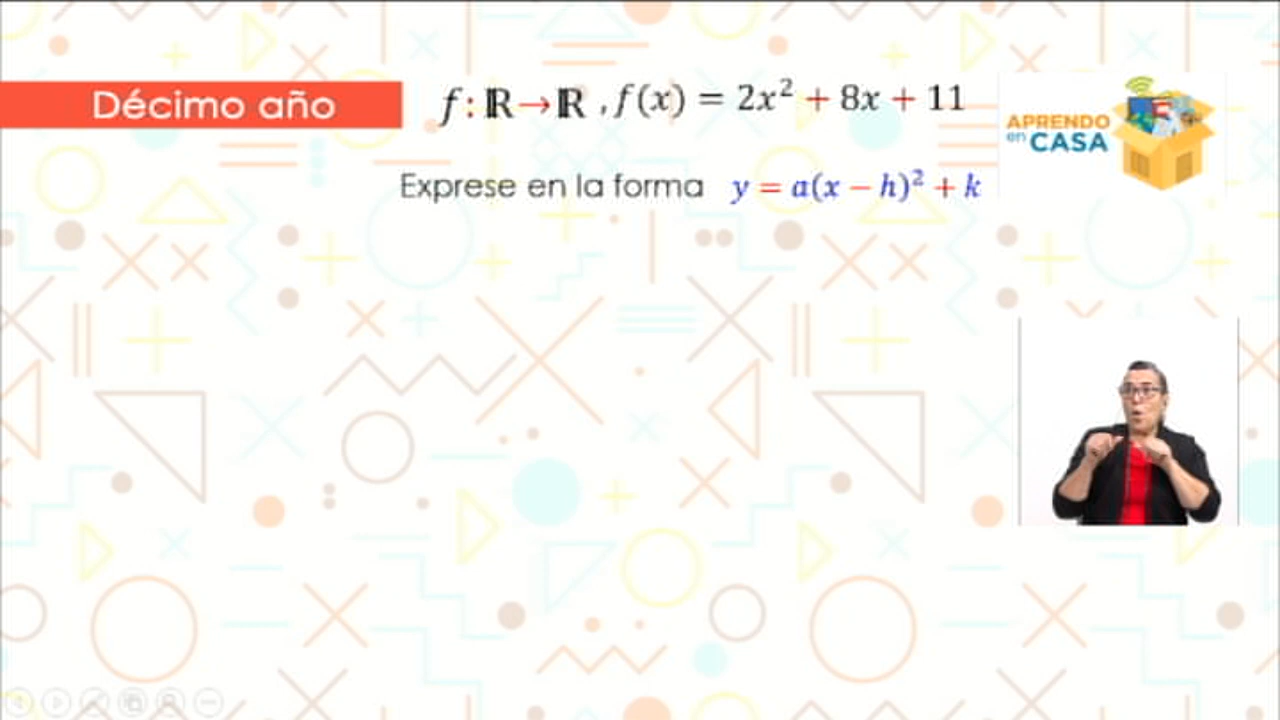 Décimo año
f: ℝ→ℝ , f(x) = 2x² + 8x + 11
APRENDO
en CASA
Exprese en la forma y = a(x − h)² + k